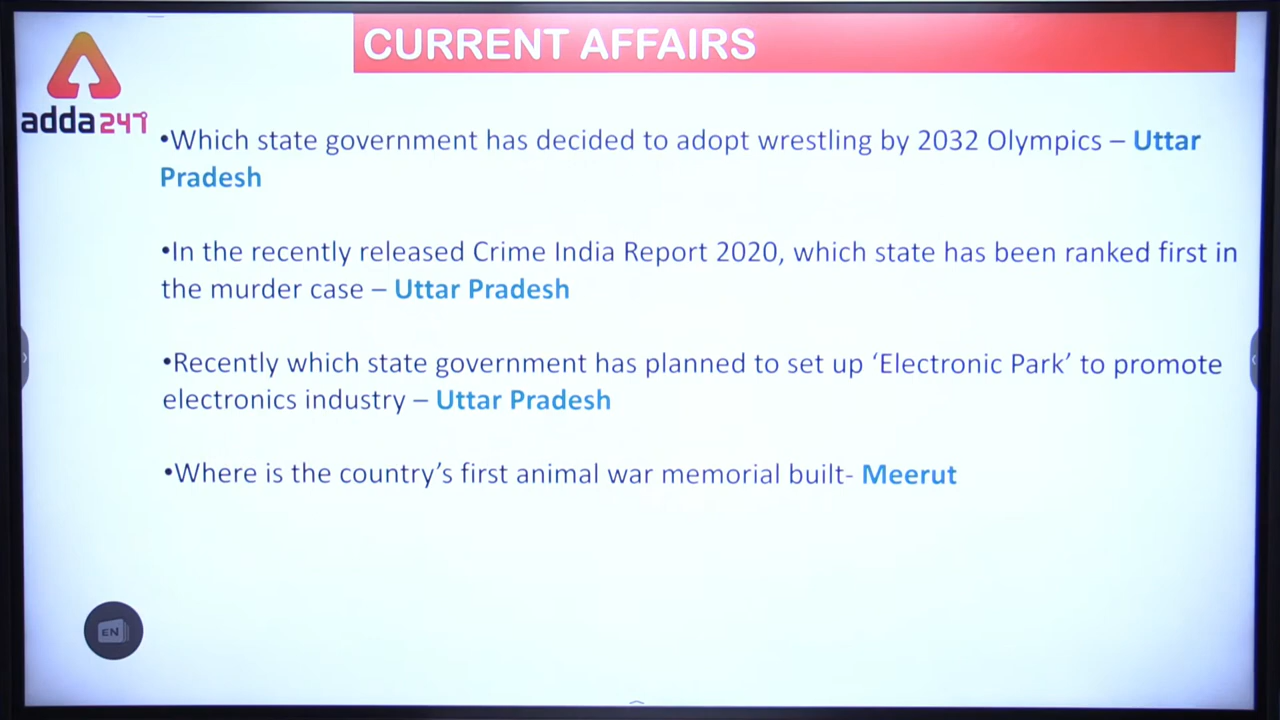 CURRENT AFFAIRS
adda247
•Which state government has decided to adopt wrestling by 2032 Olympics – Uttar
Pradesh
•In the recently released Crime India Report 2020, which state has been ranked first in
the murder case – Uttar Pradesh
•Recently which state government has planned to set up ‘Electronic Park’ to promote
electronics industry – Uttar Pradesh
•Where is the country’s first animal war memorial built- Meerut
EN